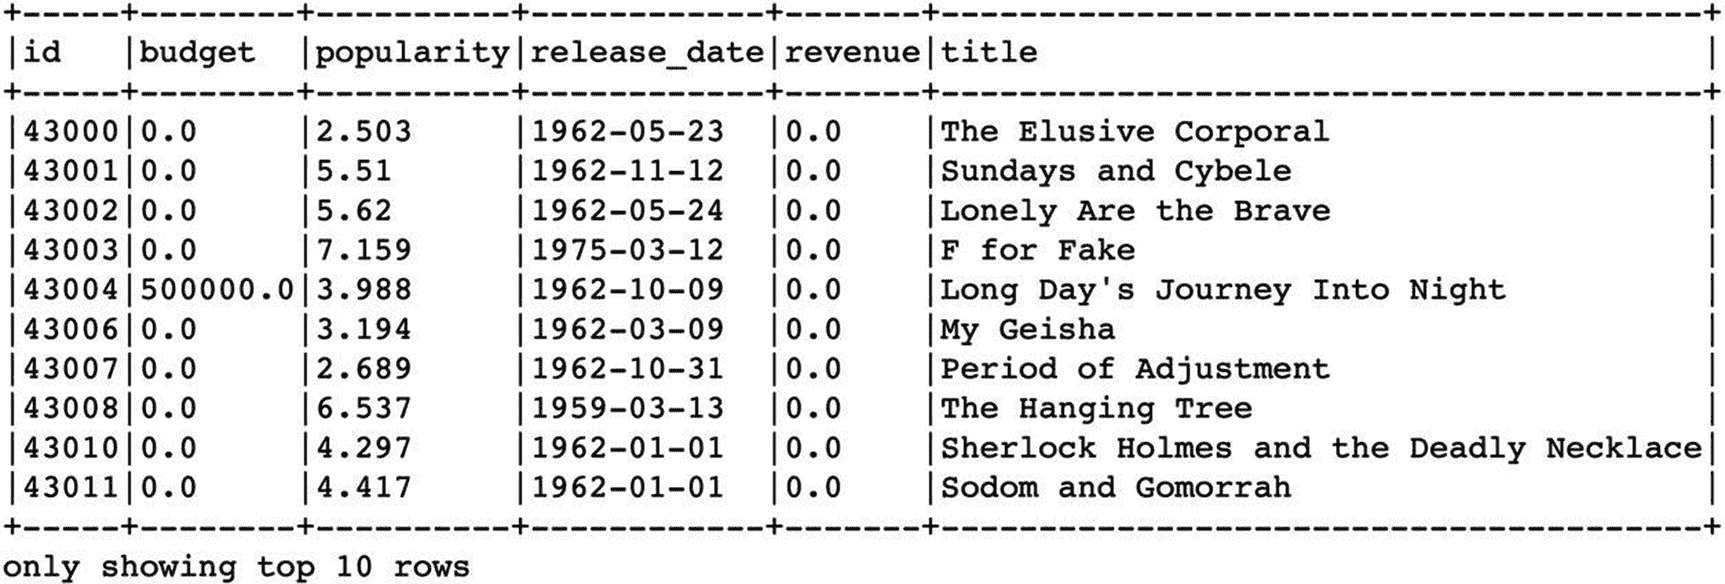 +-----+--------+----------+------------+-------+---------------------------------------+
|id   |budget  |popularity|release_date|revenue|title                                  |
+-----+--------+----------+------------+-------+---------------------------------------+
|43000|0.0     |2.503     |1962-05-23  |0.0    |The Elusive Corporal                   |
|43001|0.0     |5.51      |1962-11-12  |0.0    |Sundays and Cybele                     |
|43002|0.0     |5.62      |1962-05-24  |0.0    |Lonely Are the Brave                   |
|43003|0.0     |7.159     |1975-03-12  |0.0    |F for Fake                             |
|43004|500000.0|3.988     |1962-10-09  |0.0    |Long Day's Journey Into Night          |
|43006|0.0     |3.194     |1962-03-09  |0.0    |My Geisha                              |
|43007|0.0     |2.689     |1962-10-31  |0.0    |Period of Adjustment                   |
|43008|0.0     |6.537     |1959-03-13  |0.0    |The Hanging Tree                       |
|43010|0.0     |4.297     |1962-01-01  |0.0    |Sherlock Holmes and the Deadly Necklace|
|43011|0.0     |4.417     |1962-01-01  |0.0    |Sodom and Gomorrah                     |
+-----+--------+----------+------------+-------+---------------------------------------+
only showing top 10 rows